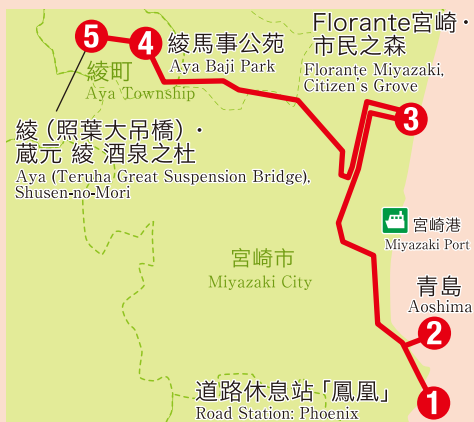 Florante宮崎・
市民之森
Florante Miyazaki,
Citizen's Grove
5
4
綾馬事公苑
Aya Baji Park
綾町
Aya Township
3
綾（照葉大吊橋）・
蔵元 綾 酒泉之杜
Aya (Teruha Great Suspension Bridge),
Shusen-no-Mori
宮崎港
Miyazaki Port
宮崎市
Miyazaki City
青島
Aoshima
2
道路休息站「鳳凰」
Road Station: Phoenix
1